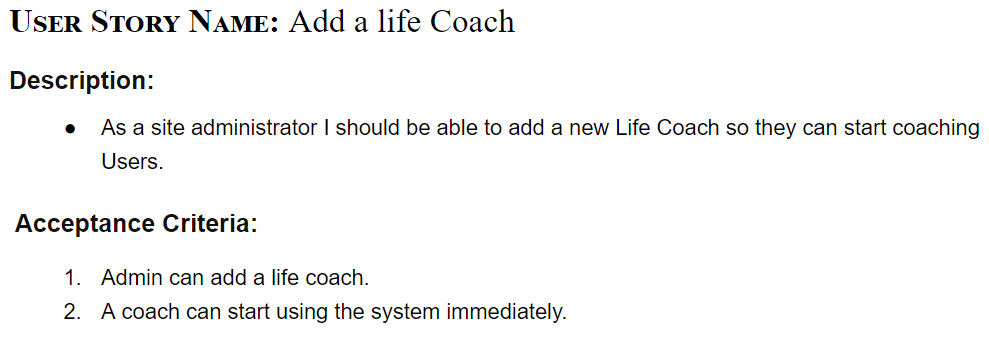 USER STORY NAME: Add a life Coach
Description:
● As a site administrator I should be able to add a new Life Coach so they can start coaching
Users.
Acceptance Criteria:
1. Admin can add a life coach.
2. A coach can start using the system immediately.